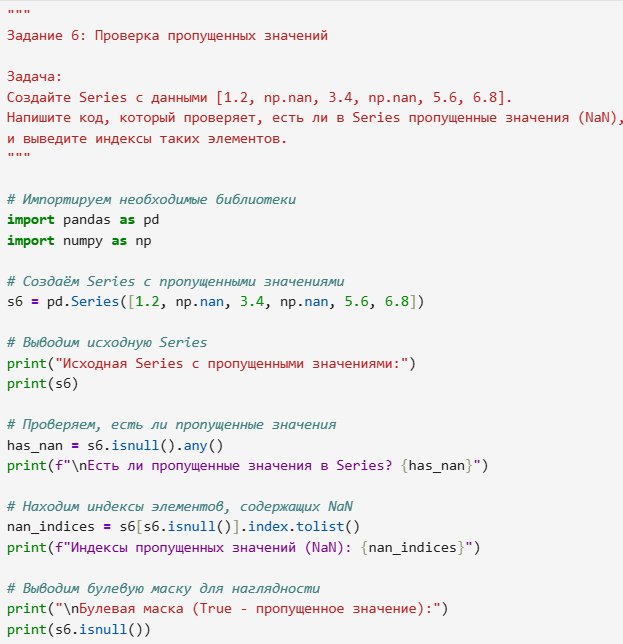 """
Задание 6: Проверка пропущенных значений
Задача:
Создайте Series с данными [1.2, np.nan, 3.4, np.nan, 5.6, 6.8].
Напишите код, который проверяет, есть ли в Series пропущенные значения (NaN),
и выведите индексы таких элементов.
"""
# Импортируем необходимые библиотеки
import pandas as pd
import numpy as np
# Создаём Series с пропущенными значениями
s6 = pd.Series([1.2, np.nan, 3.4, np.nan, 5.6, 6.8])
# Выводим исходную Series
print("Исходная Series с пропущенными значениями:")
print(s6)
# Проверяем, есть ли пропущенные значения
has_nan = s6.isnull().any()
print(f"\nЕсть ли пропущенные значения в Series? {has_nan}")
# Находим индексы элементов, содержащих NaN
nan_indices = s6[s6.isnull()].index.tolist()
print(f"Индексы пропущенных значений (NaN): {nan_indices}")
# Выводим булевую маску для наглядности
print("\nБулевая маска (True - пропущенное значение):")
print(s6.isnull())